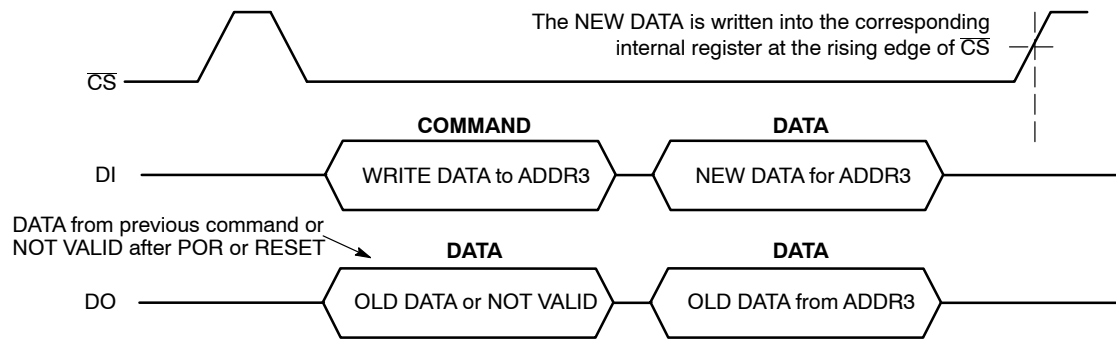 The NEW DATA is written into the corresponding
internal register at the rising edge of C̅S̅
C̅S̅
COMMAND
DATA
DI
WRITE DATA to ADDR3
NEW DATA for ADDR3
DATA from previous command or
NOT VALID after POR or RESET
DATA
DATA
DO
OLD DATA or NOT VALID
OLD DATA from ADDR3